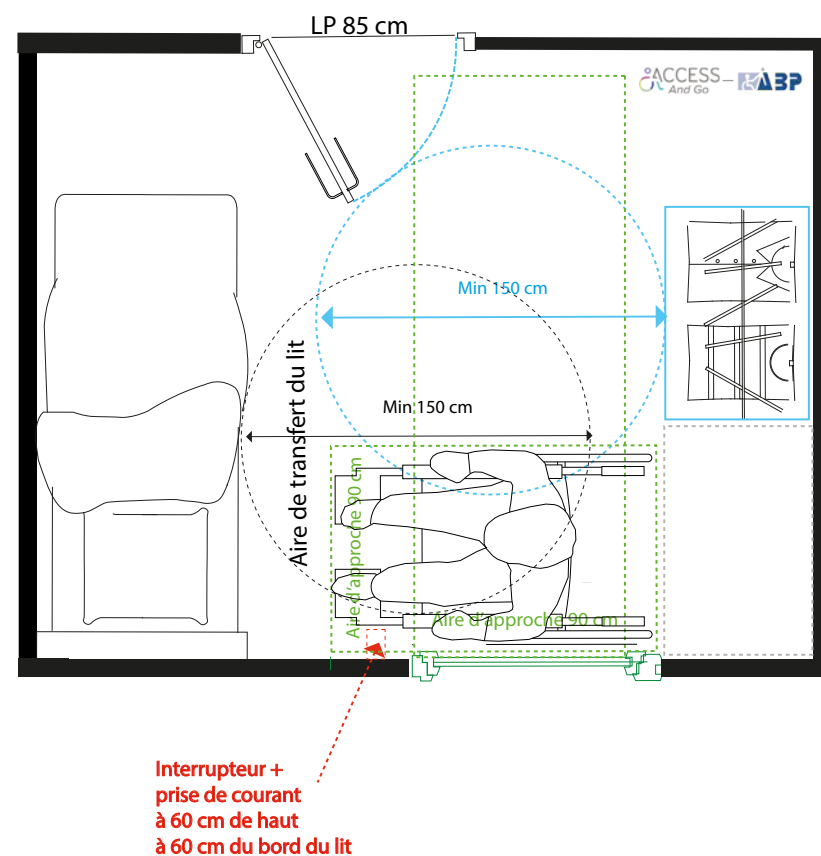 LP 85 cm
ACCESS
And Go
ABP
Min 150 cm
Aire de transfert du lit
Min 150 cm
Aire d'approche 90 cm
Aire d'approche 90 cm
Interrupteur +
prise de courant
à 60 cm de haut
à 60 cm du bord du lit